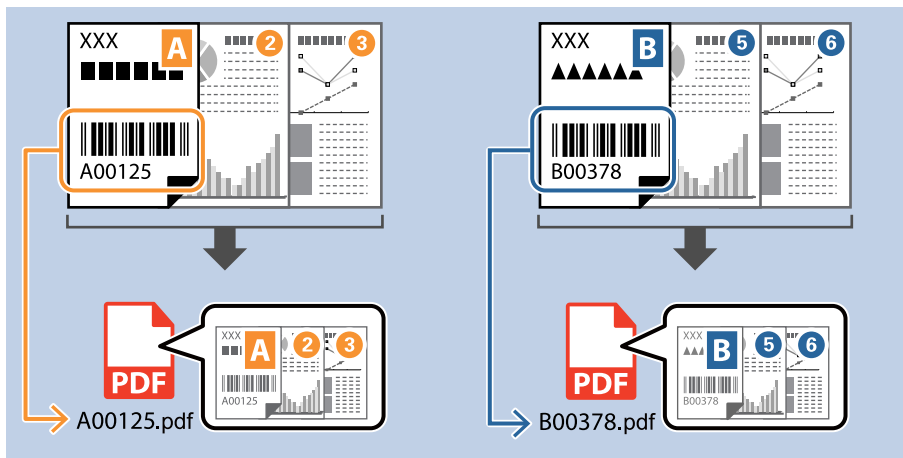 XXX
A
2
3
A00125
XXX
B
5
6
B00378
PDF
XXX
A
2
3
A00125
A00125.pdf
PDF
XXX
B
5
6
B00378
B00378.pdf